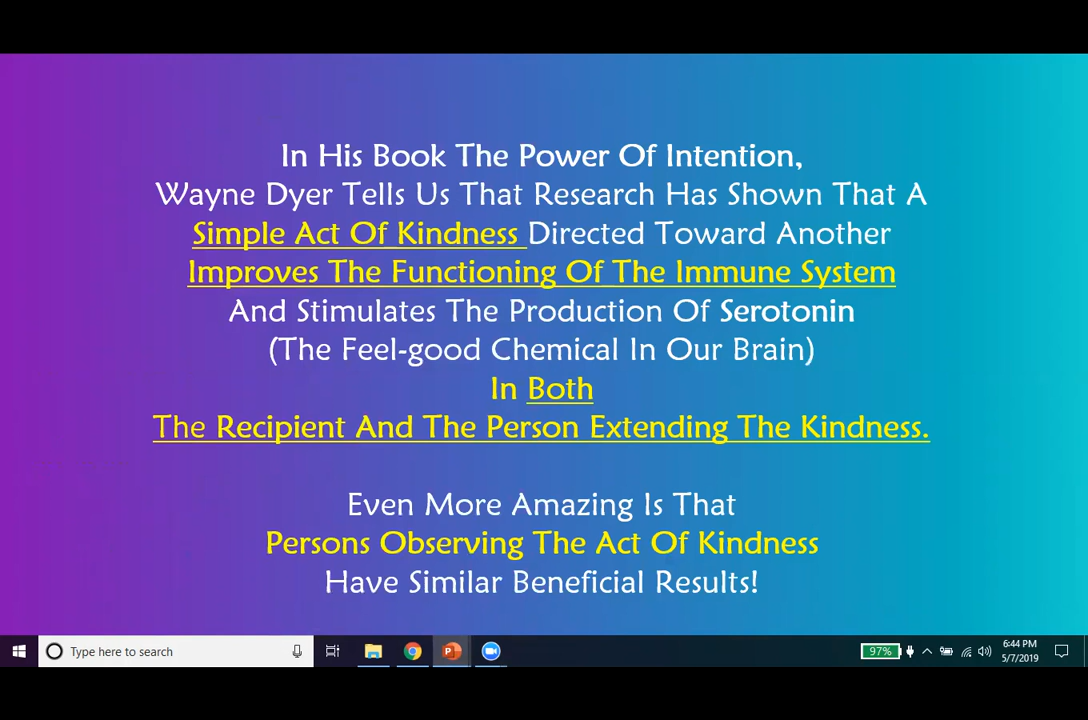 In His Book The Power Of Intention,
Wayne Dyer Tells Us That Research Has Shown That A
Simple Act Of Kindness Directed Toward Another
Improves The Functioning Of The Immune System
And Stimulates The Production Of Serotonin
(The Feel-good Chemical In Our Brain)
In Both
The Recipient And The Person Extending The Kindness.
Even More Amazing Is That
Persons Observing The Act Of Kindness
Have Similar Beneficial Results!
Type here to search
97%
6:44 PM
5/7/2019